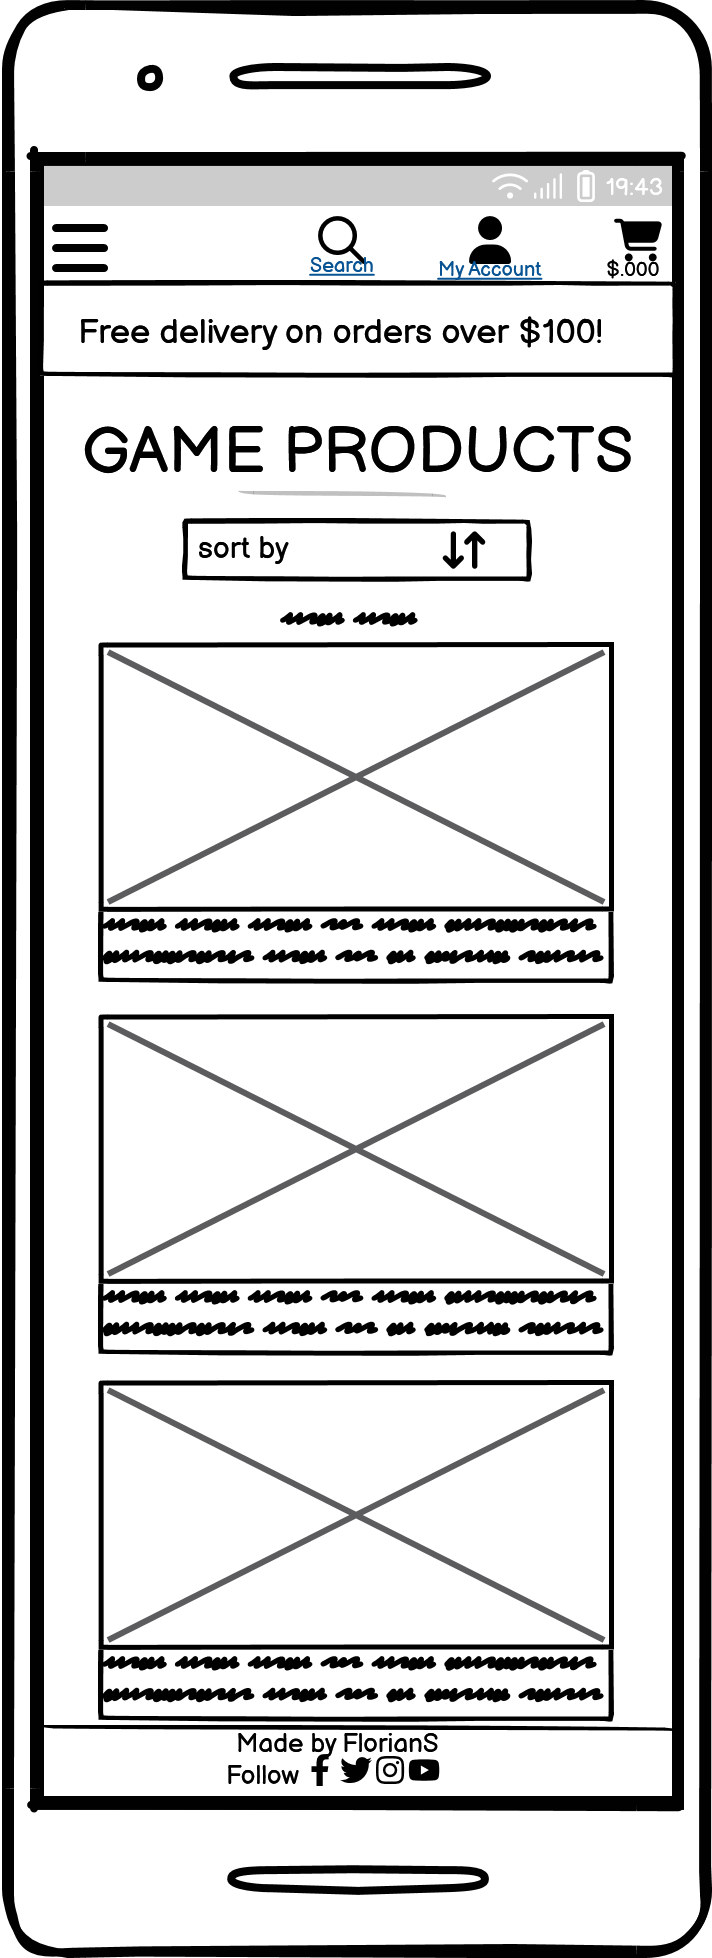 19:43
Search My Account $.000
Free delivery on orders over $100!
GAME PRODUCTS
sort by
Made by FlorianS
Follow